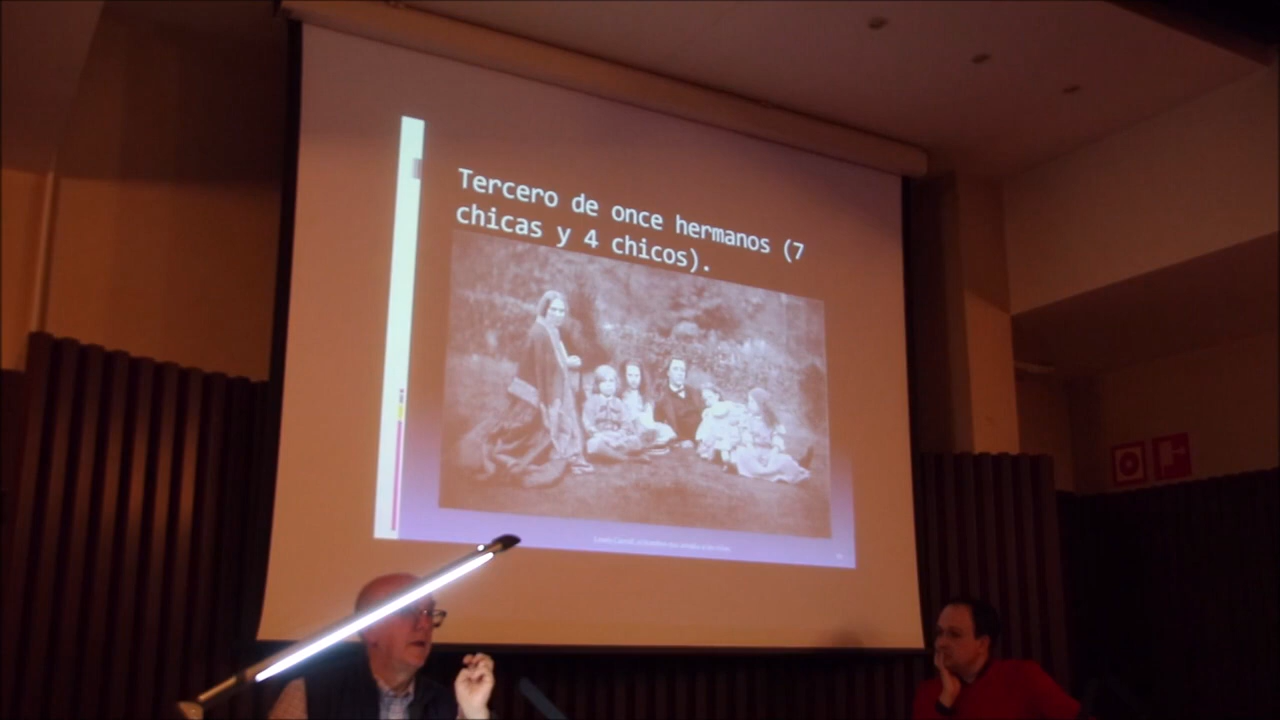 Tercero de once hermanos (7
chicas y 4 chicos).